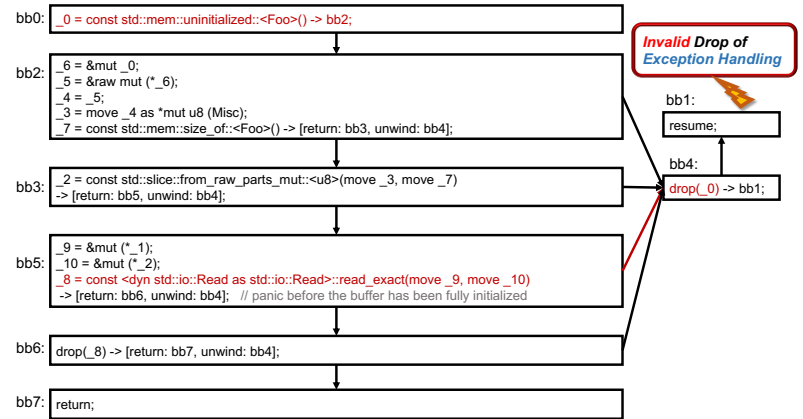 bb0:
_0 = const std::mem::uninitialized::<Foo>() -> bb2;
bb2:
_6 = &mut _0;
_5 = &raw mut (*_6);
_4 = _5;
_3 = move _4 as *mut u8 (Misc);
_7 = const std::mem::size_of::<Foo>() -> [return: bb3, unwind: bb4];
bb3:
_2 = const std::slice::from_raw_parts_mut::<u8>(move _3, move _7)
-> [return: bb5, unwind: bb4];
bb5:
_9 = &mut (*_1);
_10 = &mut (*_2);
_8 = const <dyn std::io::Read as std::io::Read>::read_exact(move _9, move _10)
-> [return: bb6, unwind: bb4];   // panic before the buffer has been fully initialized
bb6:
drop(_8) -> [return: bb7, unwind: bb4];
bb7:
return;
Invalid Drop of
Exception Handling
bb1:
resume;
bb4:
drop(_0) -> bb1;